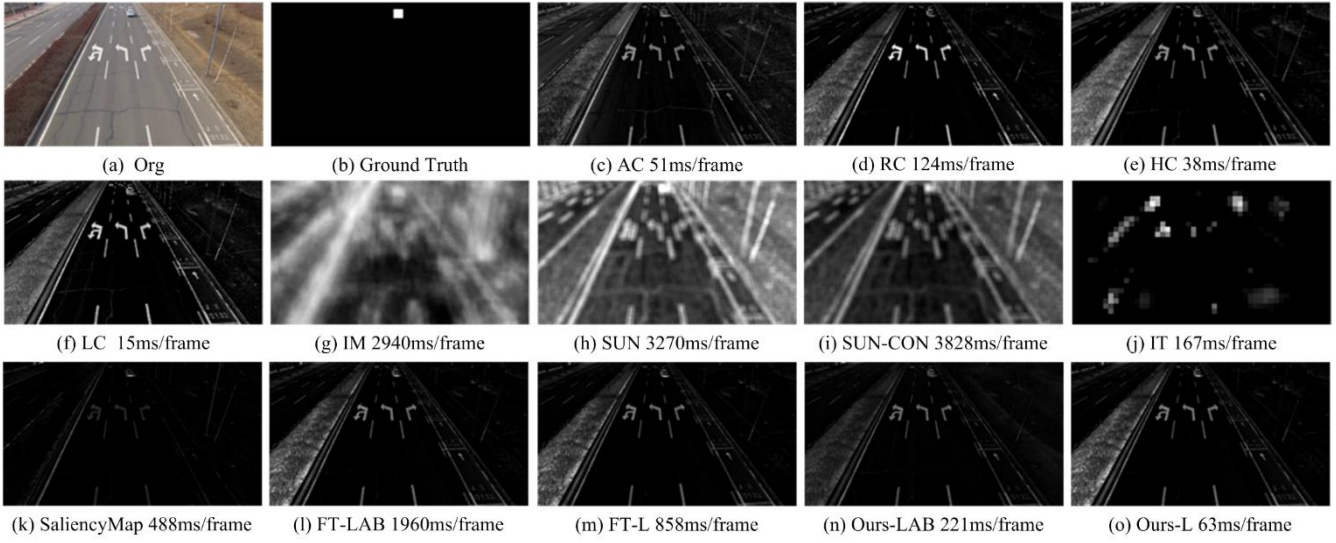 (a) Org
(b) Ground Truth
(c) AC 51ms/frame
(d) RC 124ms/frame
(e) HC 38ms/frame
(f) LC 15ms/frame
(g) IM 2940ms/frame
(h) SUN 3270ms/frame
(i) SUN-CON 3828ms/frame
(j) IT 167ms/frame
(k) SaliencyMap 488ms/frame
(l) FT-LAB 1960ms/frame
(m) FT-L 858ms/frame
(n) Ours-LAB 221ms/frame
(o) Ours-L 63ms/frame